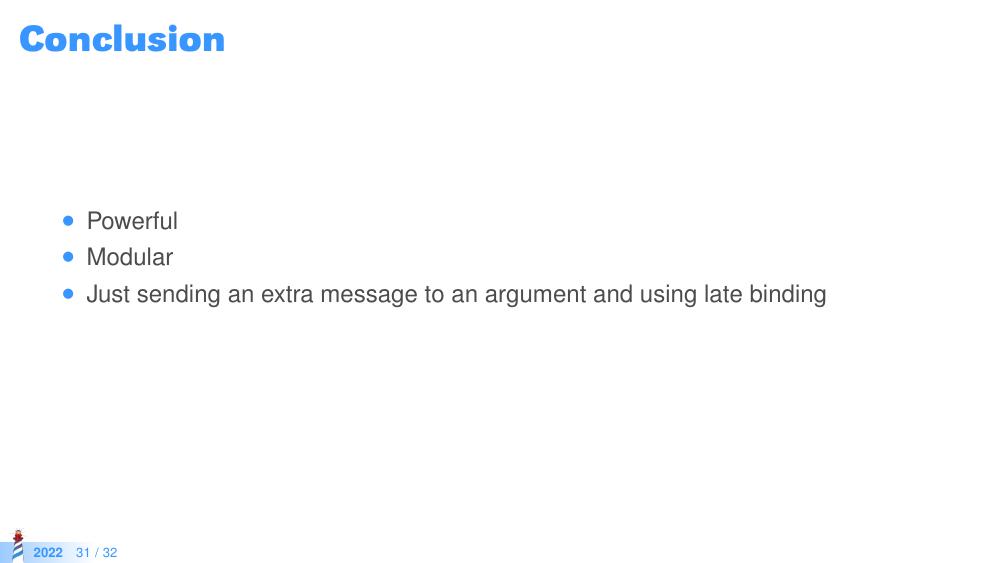 Conclusion
Powerful
Modular
Just sending an extra message to an argument and using late binding
2022 31 / 32